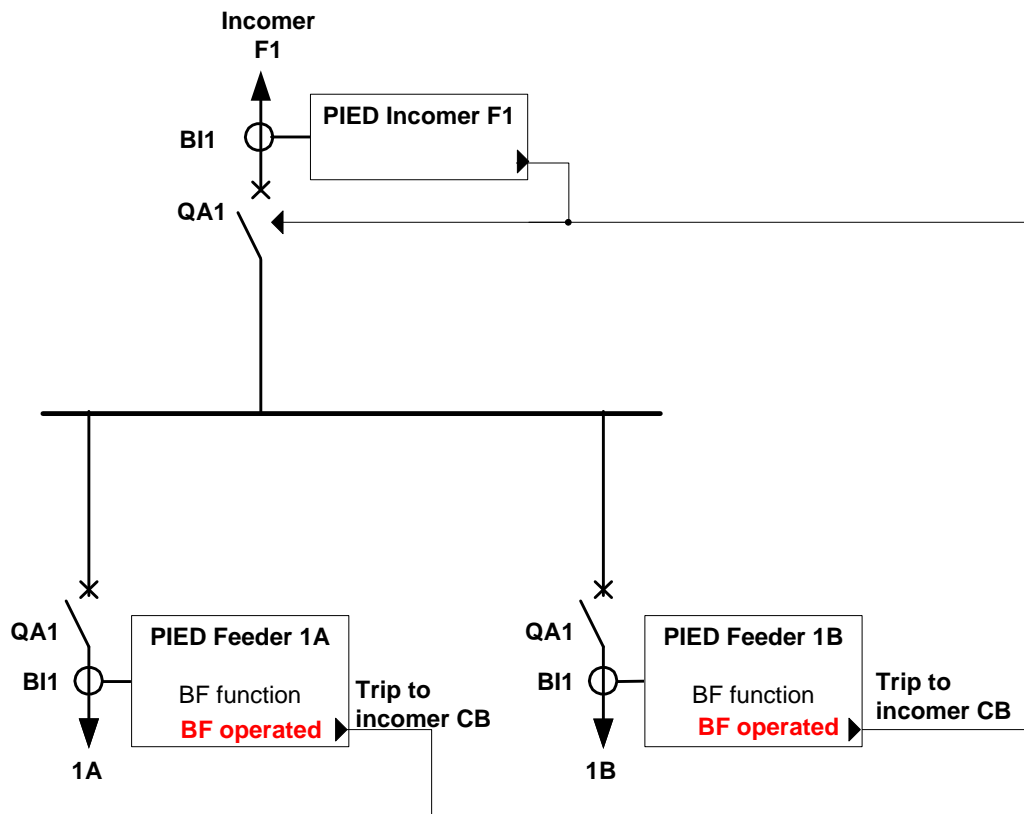 Incomer
F1
PIED Incomer F1
BI1
QA1
QA1
PIED Feeder 1A
BI1
BF function
BF operated
Trip to
incomer CB
1A
QA1
PIED Feeder 1B
BI1
BF function
BF operated
Trip to
incomer CB
1B